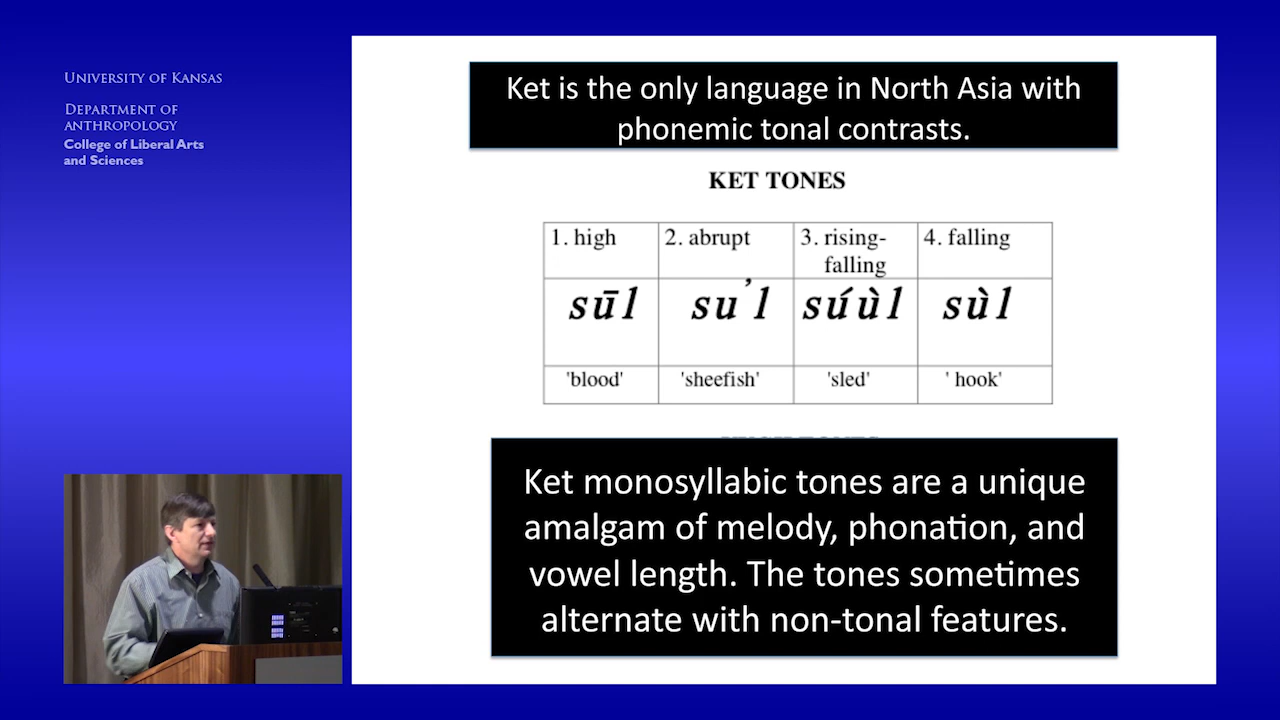 UNIVERSITY OF KANSAS
DEPARTMENT OF
ANTHROPOLOGY
College of Liberal Arts
and Sciences
Ket is the only language in North Asia with
phonemic tonal contrasts.
KET TONES
1. high 2. abrupt 3. rising-falling 4. falling
sūl su’l súùl sùl
'blood' 'sheefish' 'sled' ' hook'
Ket monosyllabic tones are a unique
amalgam of melody, phonation, and
vowel length. The tones sometimes
alternate with non-tonal features.